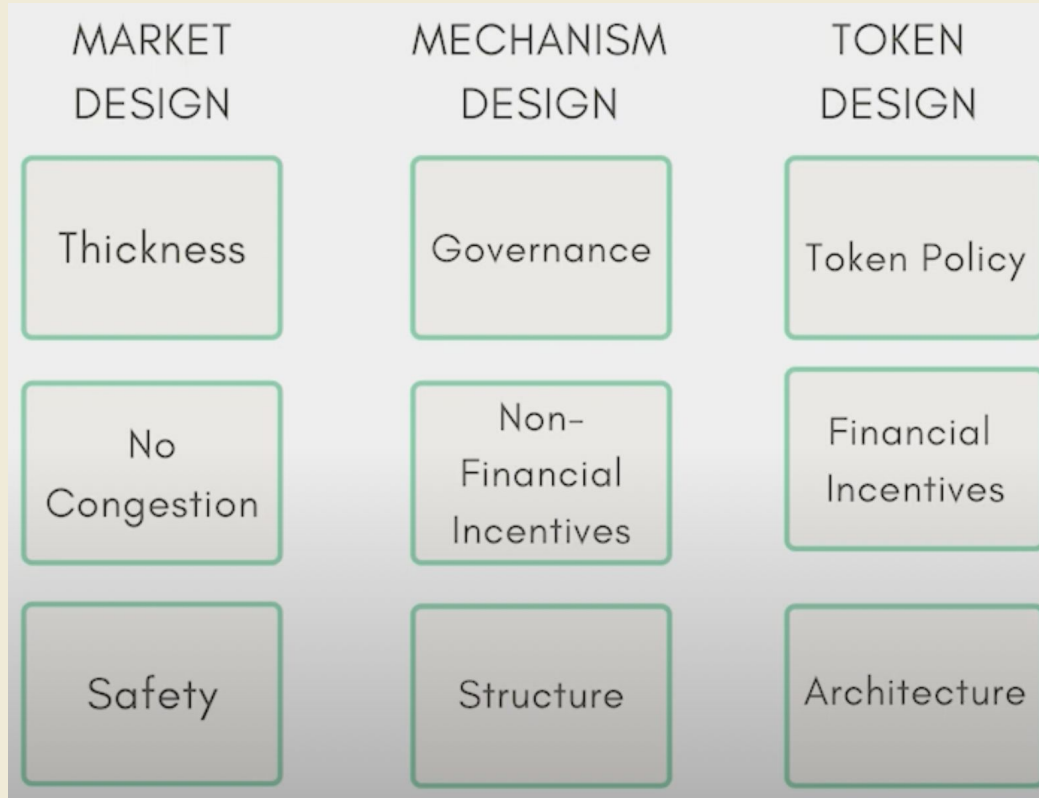 MARKET
DESIGN
Thickness
No
Congestion
Safety
MECHANISM
DESIGN
Governance
Non-
Financial
Incentives
Structure
TOKEN
DESIGN
Token Policy
Financial
Incentives
Architecture